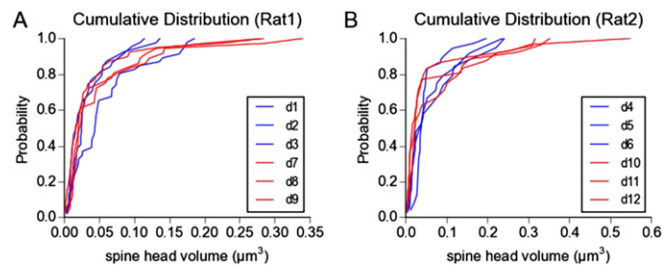 A
Cumulative Distribution (Rat1)
Probability
1.0
0.8
0.6
0.4
0.2
0.0
d1
d2
d3
d7
d8
d9
0.00 0.05 0.10 0.15 0.20 0.25 0.30 0.35
spine head volume (µm³)
B
Cumulative Distribution (Rat2)
Probability
1.0
0.8
0.6
0.4
0.2
0.0
d4
d5
d6
d10
d11
d12
0.0 0.1 0.2 0.3 0.4 0.5 0.6
spine head volume (µm³)